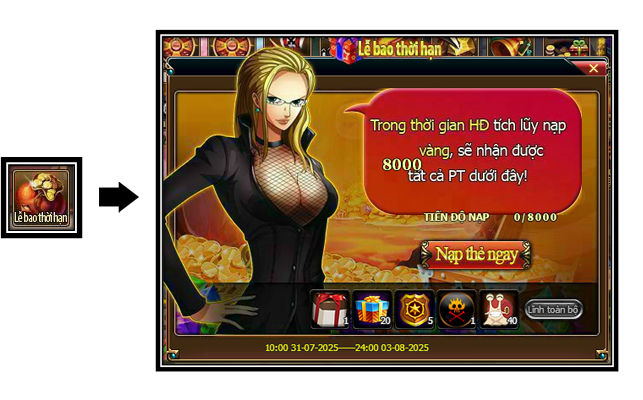 Lễ bao thời hạn
Lễ bao thời hạn
Trong thời gian HĐ tích lũy nạp
vàng, sẽ nhận được
8000
tất cả PT dưới đây!
TIẾN ĐỘ NẠP 0/8000
Nạp thẻ ngay
1 20 5 1 40
Lĩnh toàn bộ
10:00 31-07-2025——24:00 03-08-2025